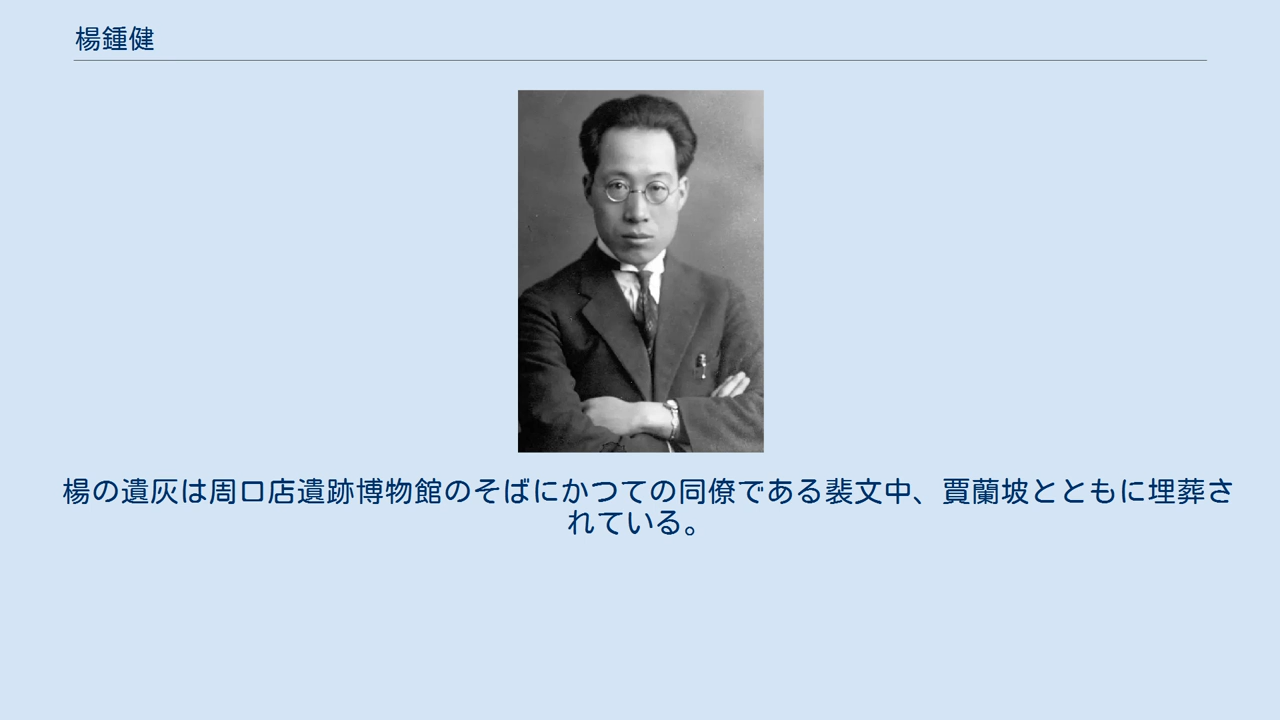 楊鍾健
楊の遺灰は周口店遺跡博物館のそばにかつての同僚である裴文中、賈蘭坡とともに埋葬さ
れている。